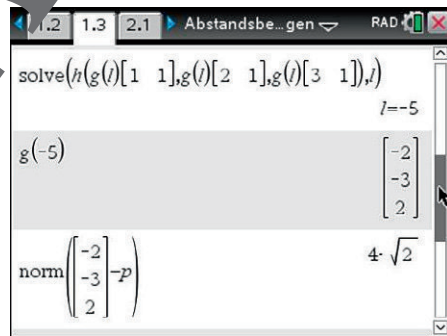 1.2 1.3 2.1 Abstandsbe…gen RAD
solve(h(g(l)[1 1],g(l)[2 1],g(l)[3 1]),l)
l=-5
g(-5)
[-2
-3
2]
norm([-2
-3
2]-p)
4·√2